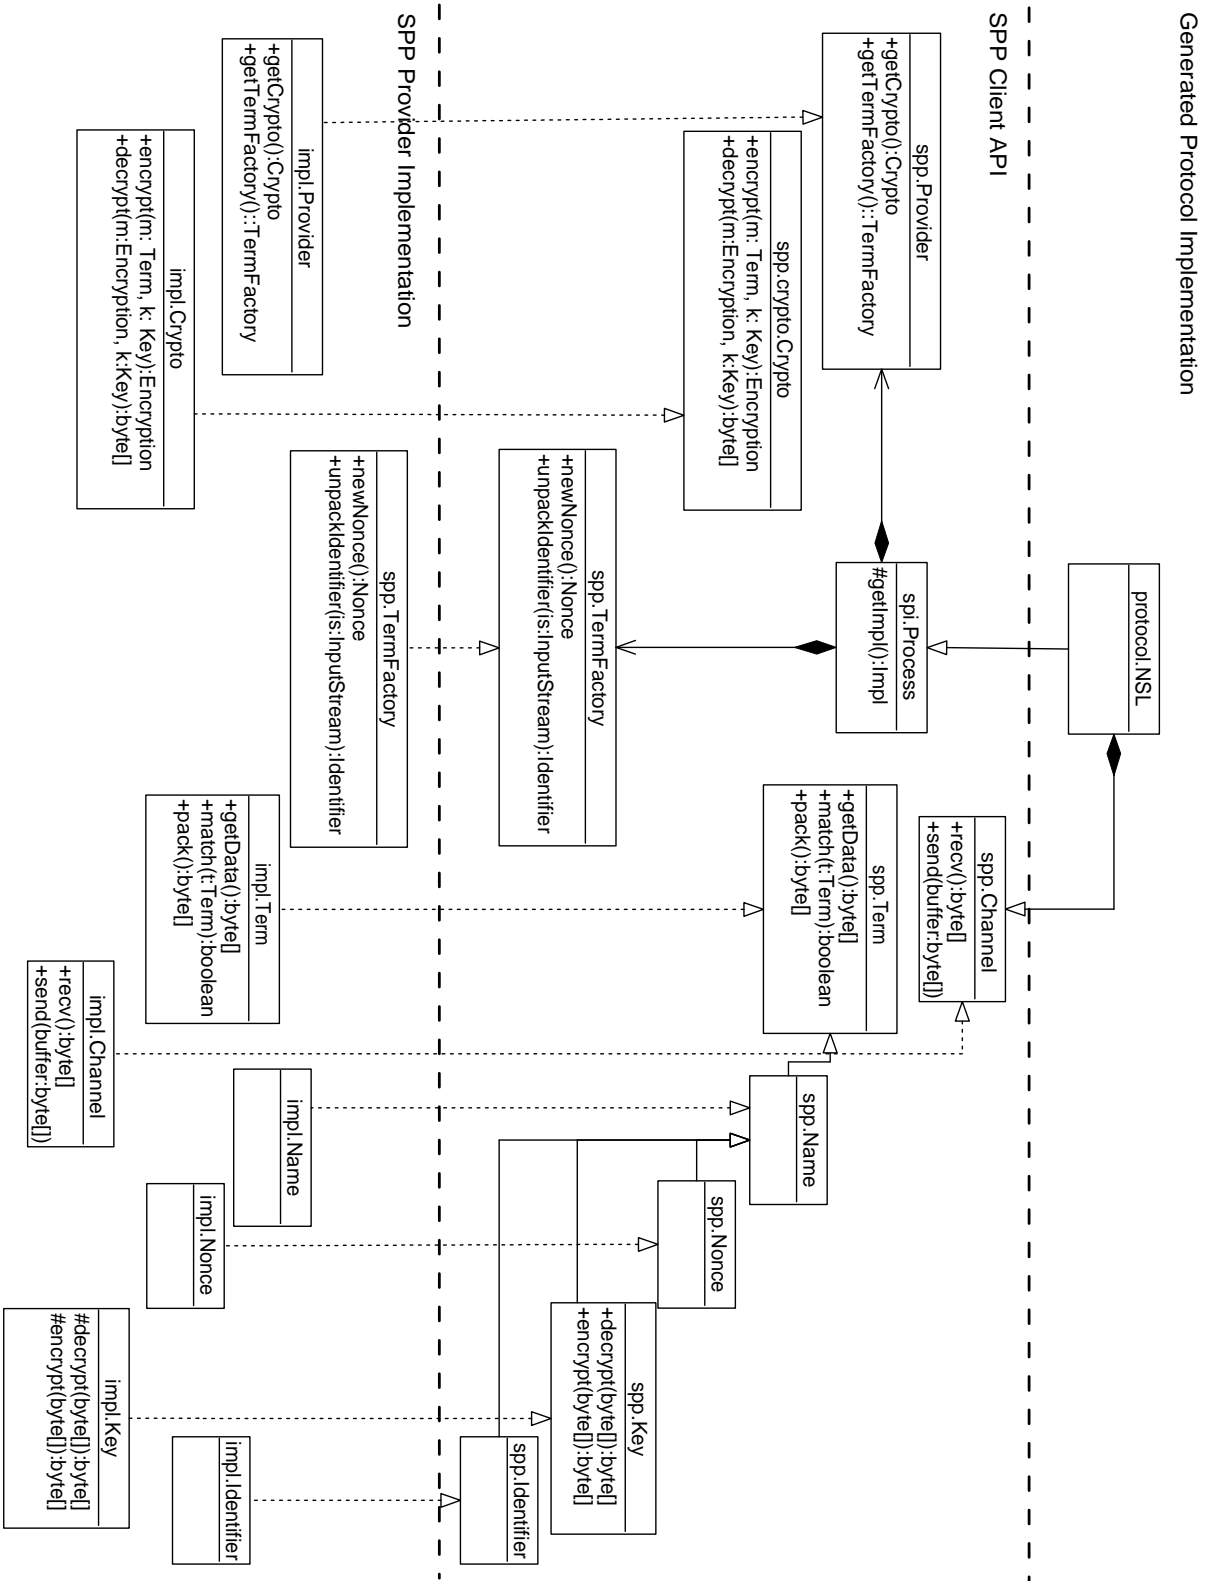 Generated Protocol Implementation
protocol.NSL
SPP Client API
spp.Provider
+getCrypto():Crypto
+getTermFactory()::TermFactory
spi.Process
#getImpl():Impl
spp.Channel
+recv():byte[]
+send(buffer:byte[])
spp.crypto.Crypto
+encrypt(m: Term, k: Key):Encryption
+decrypt(m:Encryption, k:Key):byte[]
spp.Term
+getData():byte[]
+match(t:Term):boolean
+pack():byte[]
spp.Name
spp.Nonce
spp.TermFactory
+newNonce():Nonce
+unpackIdentifier(is:InputStream):Identifier
spp.Key
+decrypt(byte[]):byte[]
+encrypt(byte[]):byte[]
spp.Identifier
SPP Provider Implementation
impl.Provider
+getCrypto():Crypto
+getTermFactory()::TermFactory
spp.TermFactory
+newNonce():Nonce
+unpackIdentifier(is:InputStream):Identifier
impl.Crypto
+encrypt(m: Term, k: Key):Encryption
+decrypt(m:Encryption, k:Key):byte[]
impl.Term
+getData():byte[]
+match(t:Term):boolean
+pack():byte[]
impl.Name
impl.Nonce
impl.Identifier
impl.Channel
+recv():byte[]
+send(buffer:byte[])
impl.Key
#decrypt(byte[]):byte[]
#encrypt(byte[]):byte[]